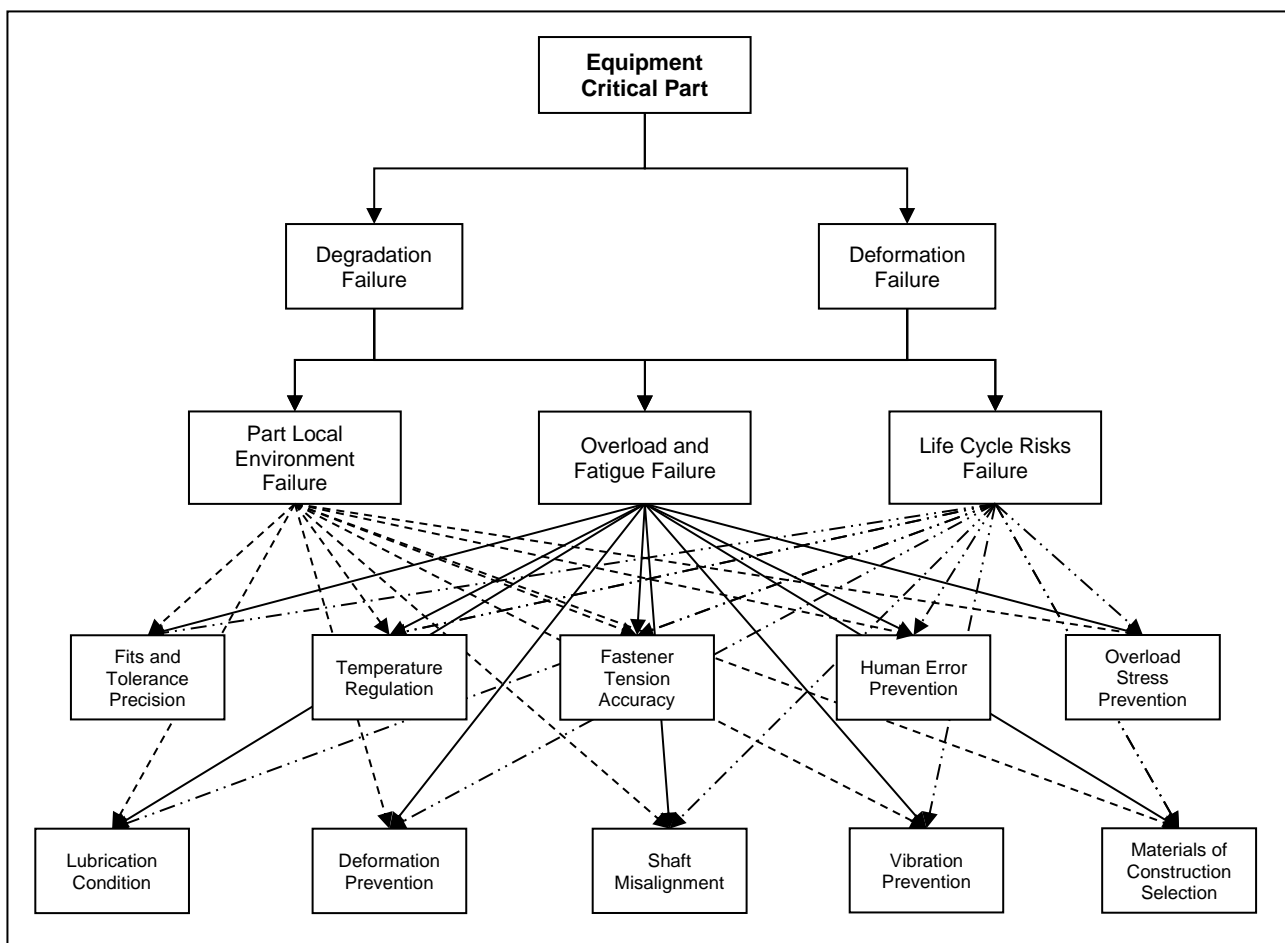 Equipment
Critical Part
Degradation
Failure
Deformation
Failure
Part Local
Environment
Failure
Overload and
Fatigue Failure
Life Cycle Risks
Failure
Fits and
Tolerance
Precision
Temperature
Regulation
Fastener
Tension
Accuracy
Human Error
Prevention
Overload
Stress
Prevention
Lubrication
Condition
Deformation
Prevention
Shaft
Misalignment
Vibration
Prevention
Materials of
Construction
Selection